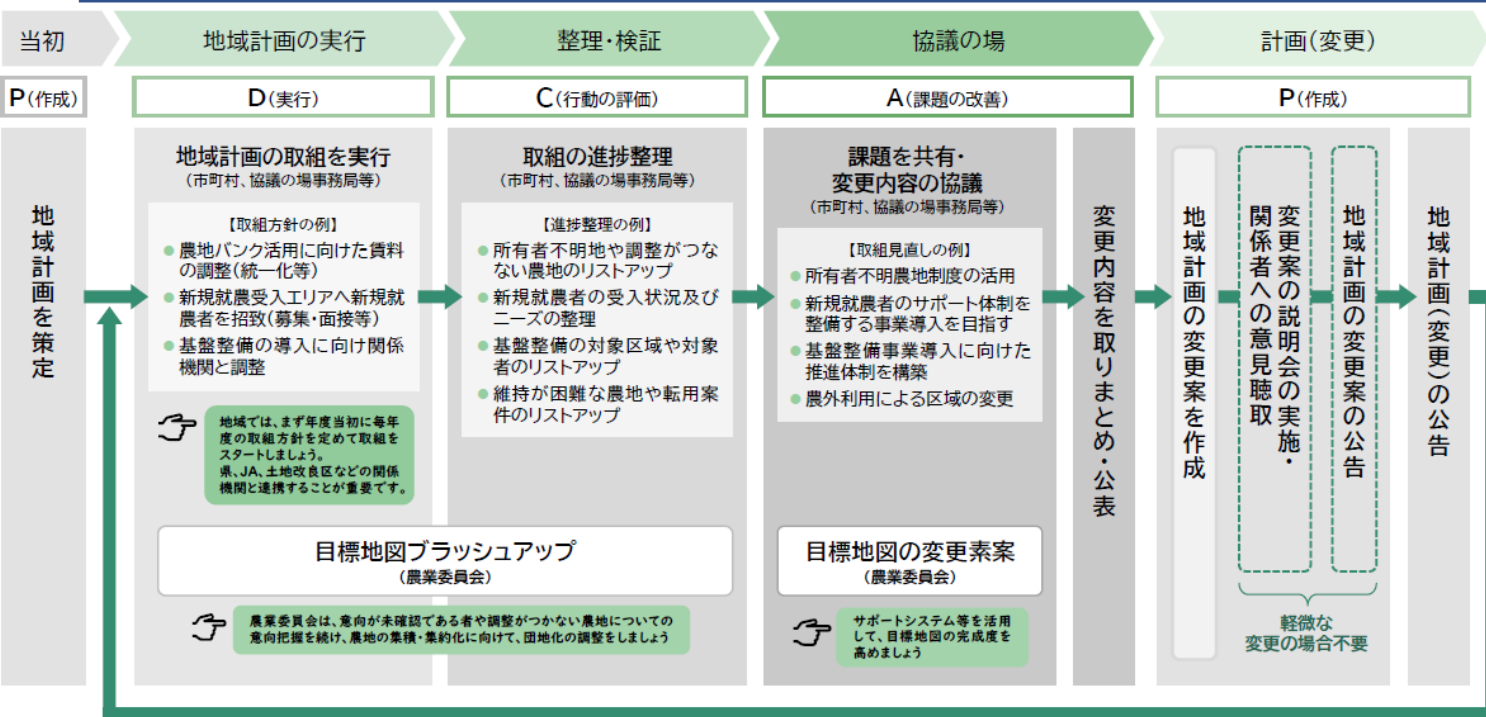 当初
地域計画の実行
整理・検証
協議の場
計画(変更)
P(作成)
D(実行)
C(行動の評価)
A(課題の改善)
P(作成)
地域計画を策定
地域計画の取組を実行
(市町村、協議の場事務局等)
【取組方針の例】
●農地バンク活用に向けた賃料
の調整(統一化等)
●新規就農受入エリアへ新規就
農者を招致(募集・面接等)
●基盤整備の導入に向け関係
機関と調整
地域では、まず年度当初に毎年
度の取組方針を定めて取組を
スタートしましょう。
県、JA、土地改良区などの関係
機関と連携することが重要です。
取組の進捗整理
(市町村、協議の場事務局等)
【進捗整理の例】
●所有者不明地や調整がつな
ない農地のリストアップ
●新規就農者の受入状況及び
ニーズの整理
●基盤整備の対象区域や対象
者のリストアップ
●維持が困難な農地や転用案
件のリストアップ
目標地図ブラッシュアップ
(農業委員会)
農業委員会は、意向が未確認である者や調整がつかない農地についての
意向把握を続け、農地の集積・集約化に向けて、団地化の調整をしましょう
課題を共有・
変更内容の協議
(市町村、協議の場事務局等)
【取組見直しの例】
●所有者不明農地制度の活用
●新規就農者のサポート体制を
整備する事業導入を目指す
●基盤整備事業導入に向けた
推進体制を構築
●農外利用による区域の変更
目標地図の変更素案
(農業委員会)
サポートシステム等を活用
して、目標地図の完成度を
高めましょう
変更内容を取りまとめ・公表
地域計画の変更案を作成
変更案の説明会の実施・
関係者への意見聴取
地域計画の変更案の公告
軽微な
変更の場合不要
地域計画(変更)の公告